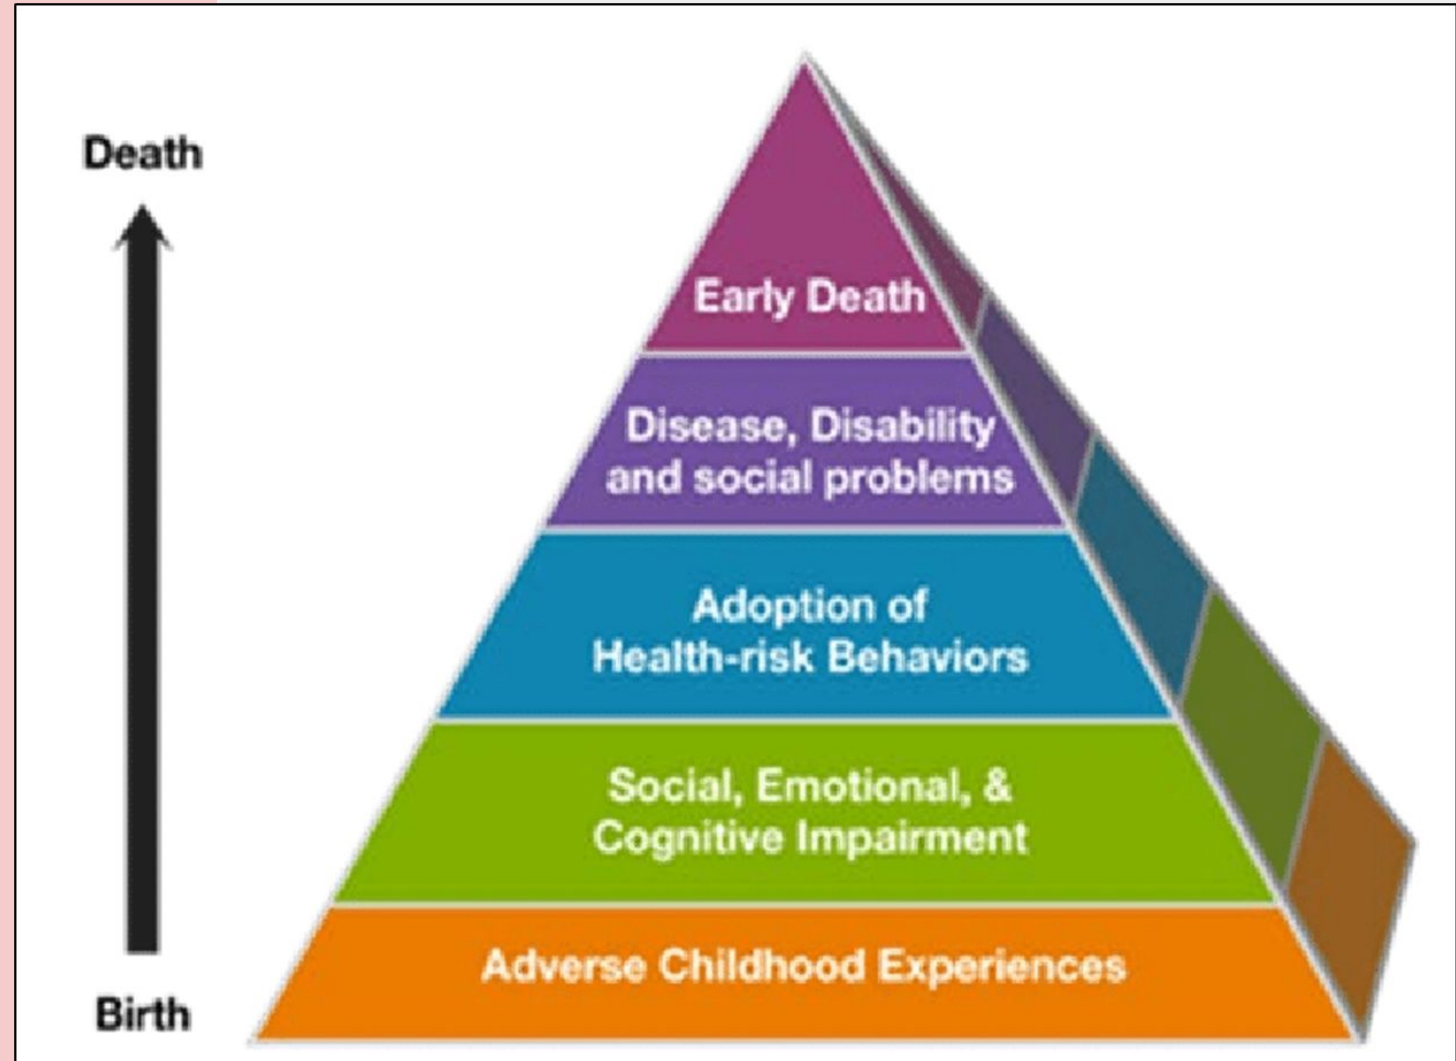 Death
Early Death
Disease, Disability
and social problems
Adoption of
Health-risk Behaviors
Social, Emotional, &
Cognitive Impairment
Adverse Childhood Experiences
Birth